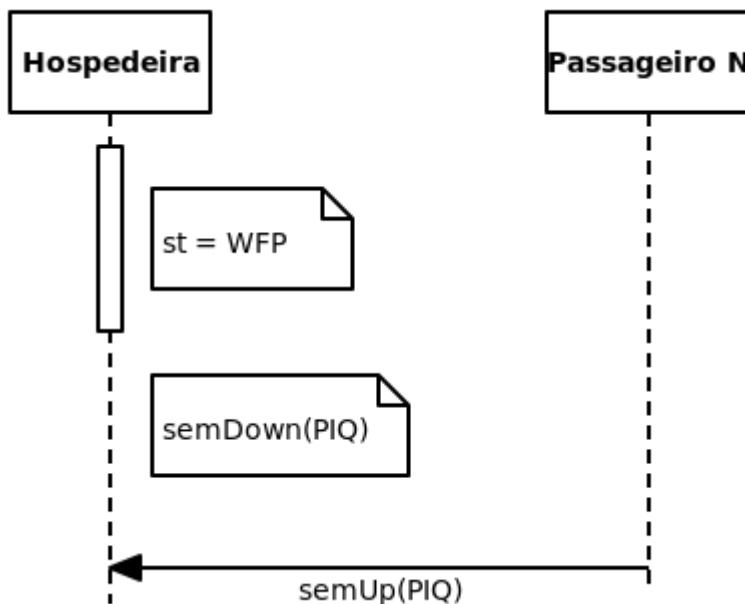 Hospedeira
Passageiro N
st = WFP
semDown(PIQ)
semUp(PIQ)